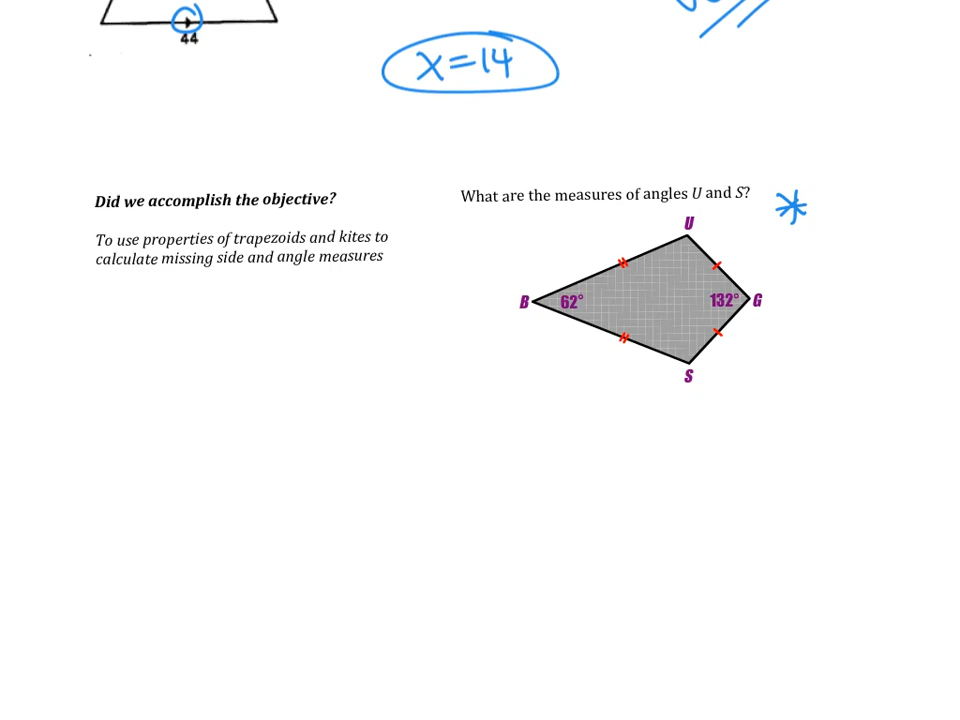 44
x=14
Did we accomplish the objective?
To use properties of trapezoids and kites to
calculate missing side and angle measures
What are the measures of angles U and S?
U
B 62° 132° G
S